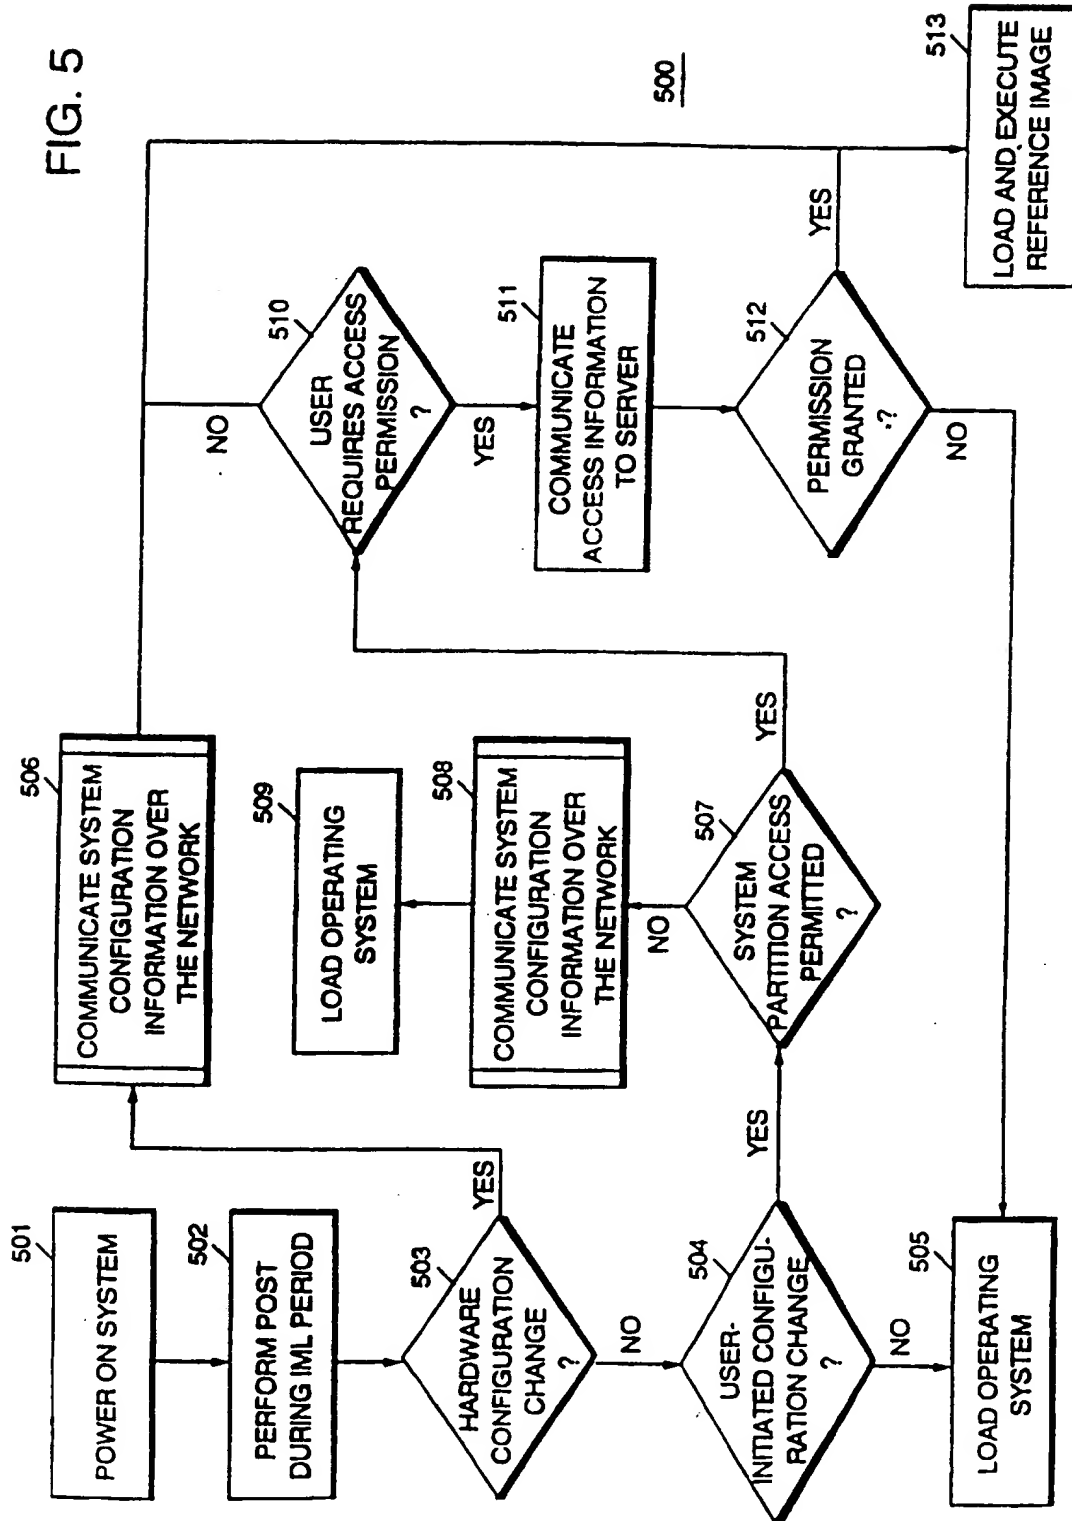 FIG. 5
500
501
POWER ON SYSTEM
502
PERFORM POST
DURING IML PERIOD
503
HARDWARE
CONFIGURATION
CHANGE
?
YES
NO
504
USER-
INITIATED CONFIGU-
RATION CHANGE
?
YES
NO
505
LOAD OPERATING
SYSTEM
506
COMMUNICATE SYSTEM
CONFIGURATION
INFORMATION OVER
THE NETWORK
509
LOAD OPERATING
SYSTEM
508
COMMUNICATE SYSTEM
CONFIGURATION
INFORMATION OVER
THE NETWORK
NO
507
SYSTEM
PARTITION ACCESS
PERMITTED
?
YES
510
USER
REQUIRES ACCESS
PERMISSION
?
NO
YES
511
COMMUNICATE
ACCESS INFORMATION
TO SERVER
512
PERMISSION
GRANTED
?
YES
NO
513
LOAD AND EXECUTE
REFERENCE IMAGE